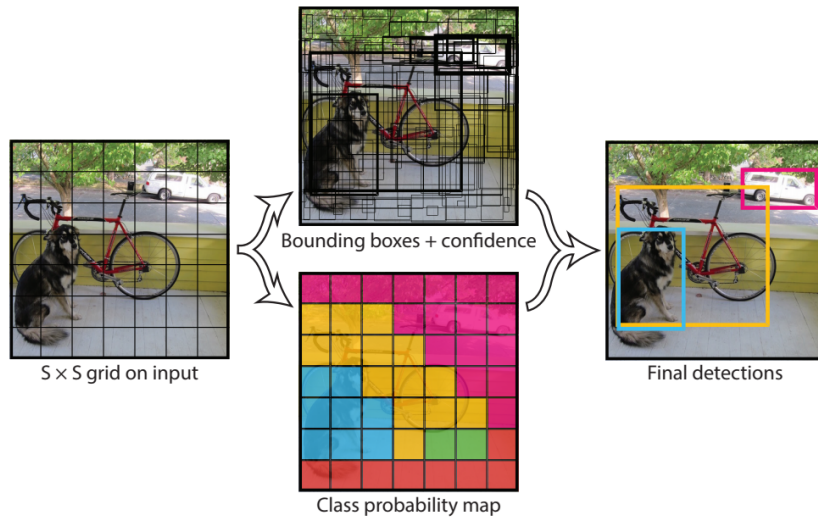 S × S grid on input
Bounding boxes + confidence
Class probability map
Final detections